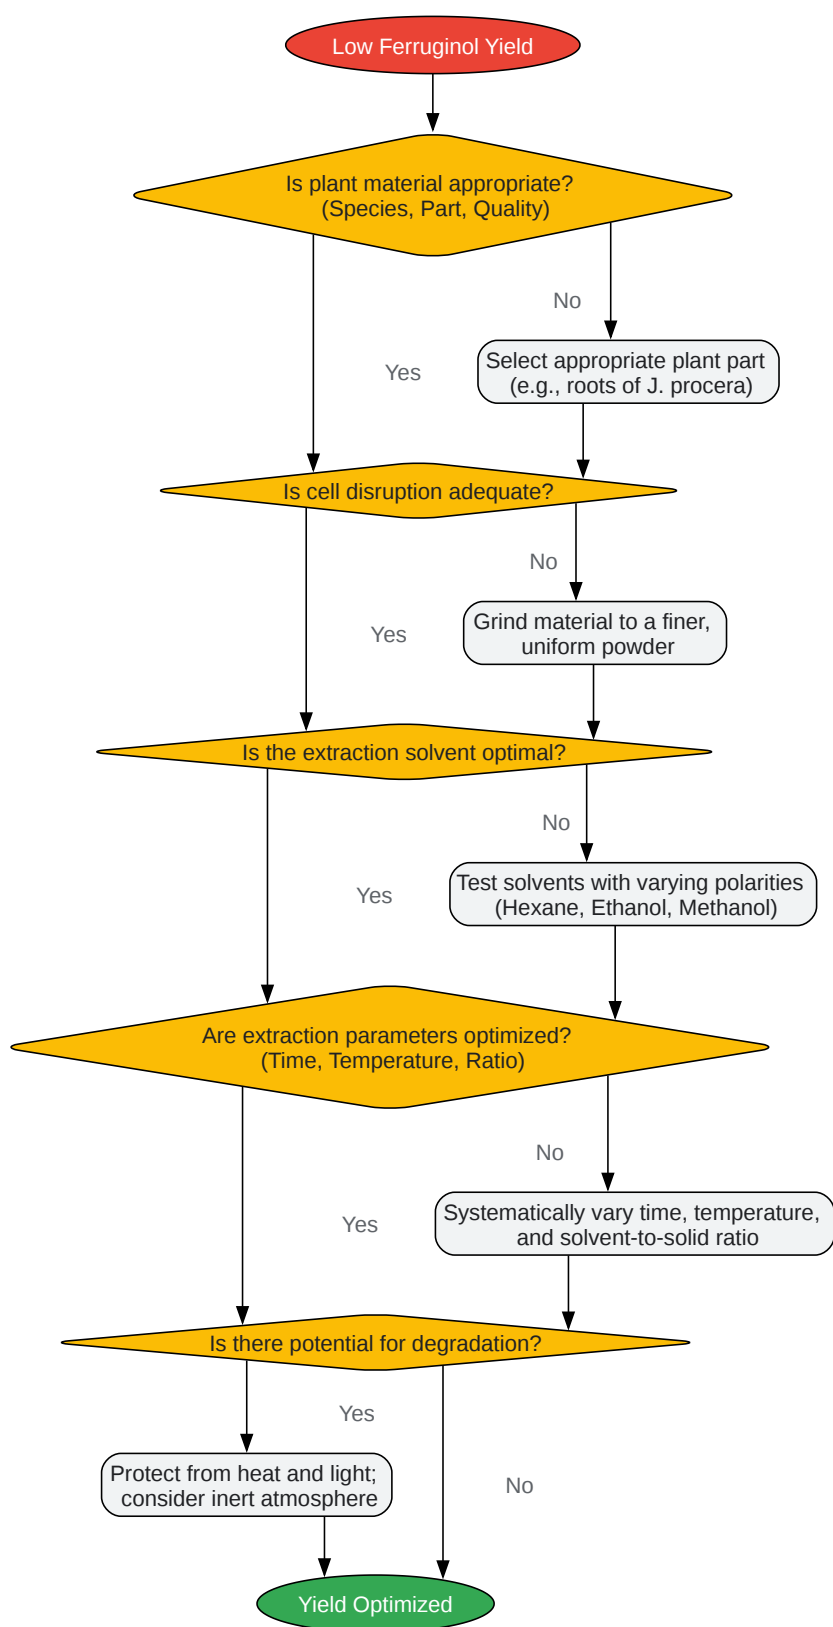 Low Ferruginol Yield
Is plant material appropriate?
(Species, Part, Quality)
No
Select appropriate plant part
(e.g., roots of J. procera)
Yes
Is cell disruption adequate?
No
Grind material to a finer,
uniform powder
Yes
Is the extraction solvent optimal?
No
Test solvents with varying polarities
(Hexane, Ethanol, Methanol)
Yes
Are extraction parameters optimized?
(Time, Temperature, Ratio)
No
Systematically vary time, temperature,
and solvent-to-solid ratio
Yes
Is there potential for degradation?
Yes
Protect from heat and light;
consider inert atmosphere
No
Yield Optimized